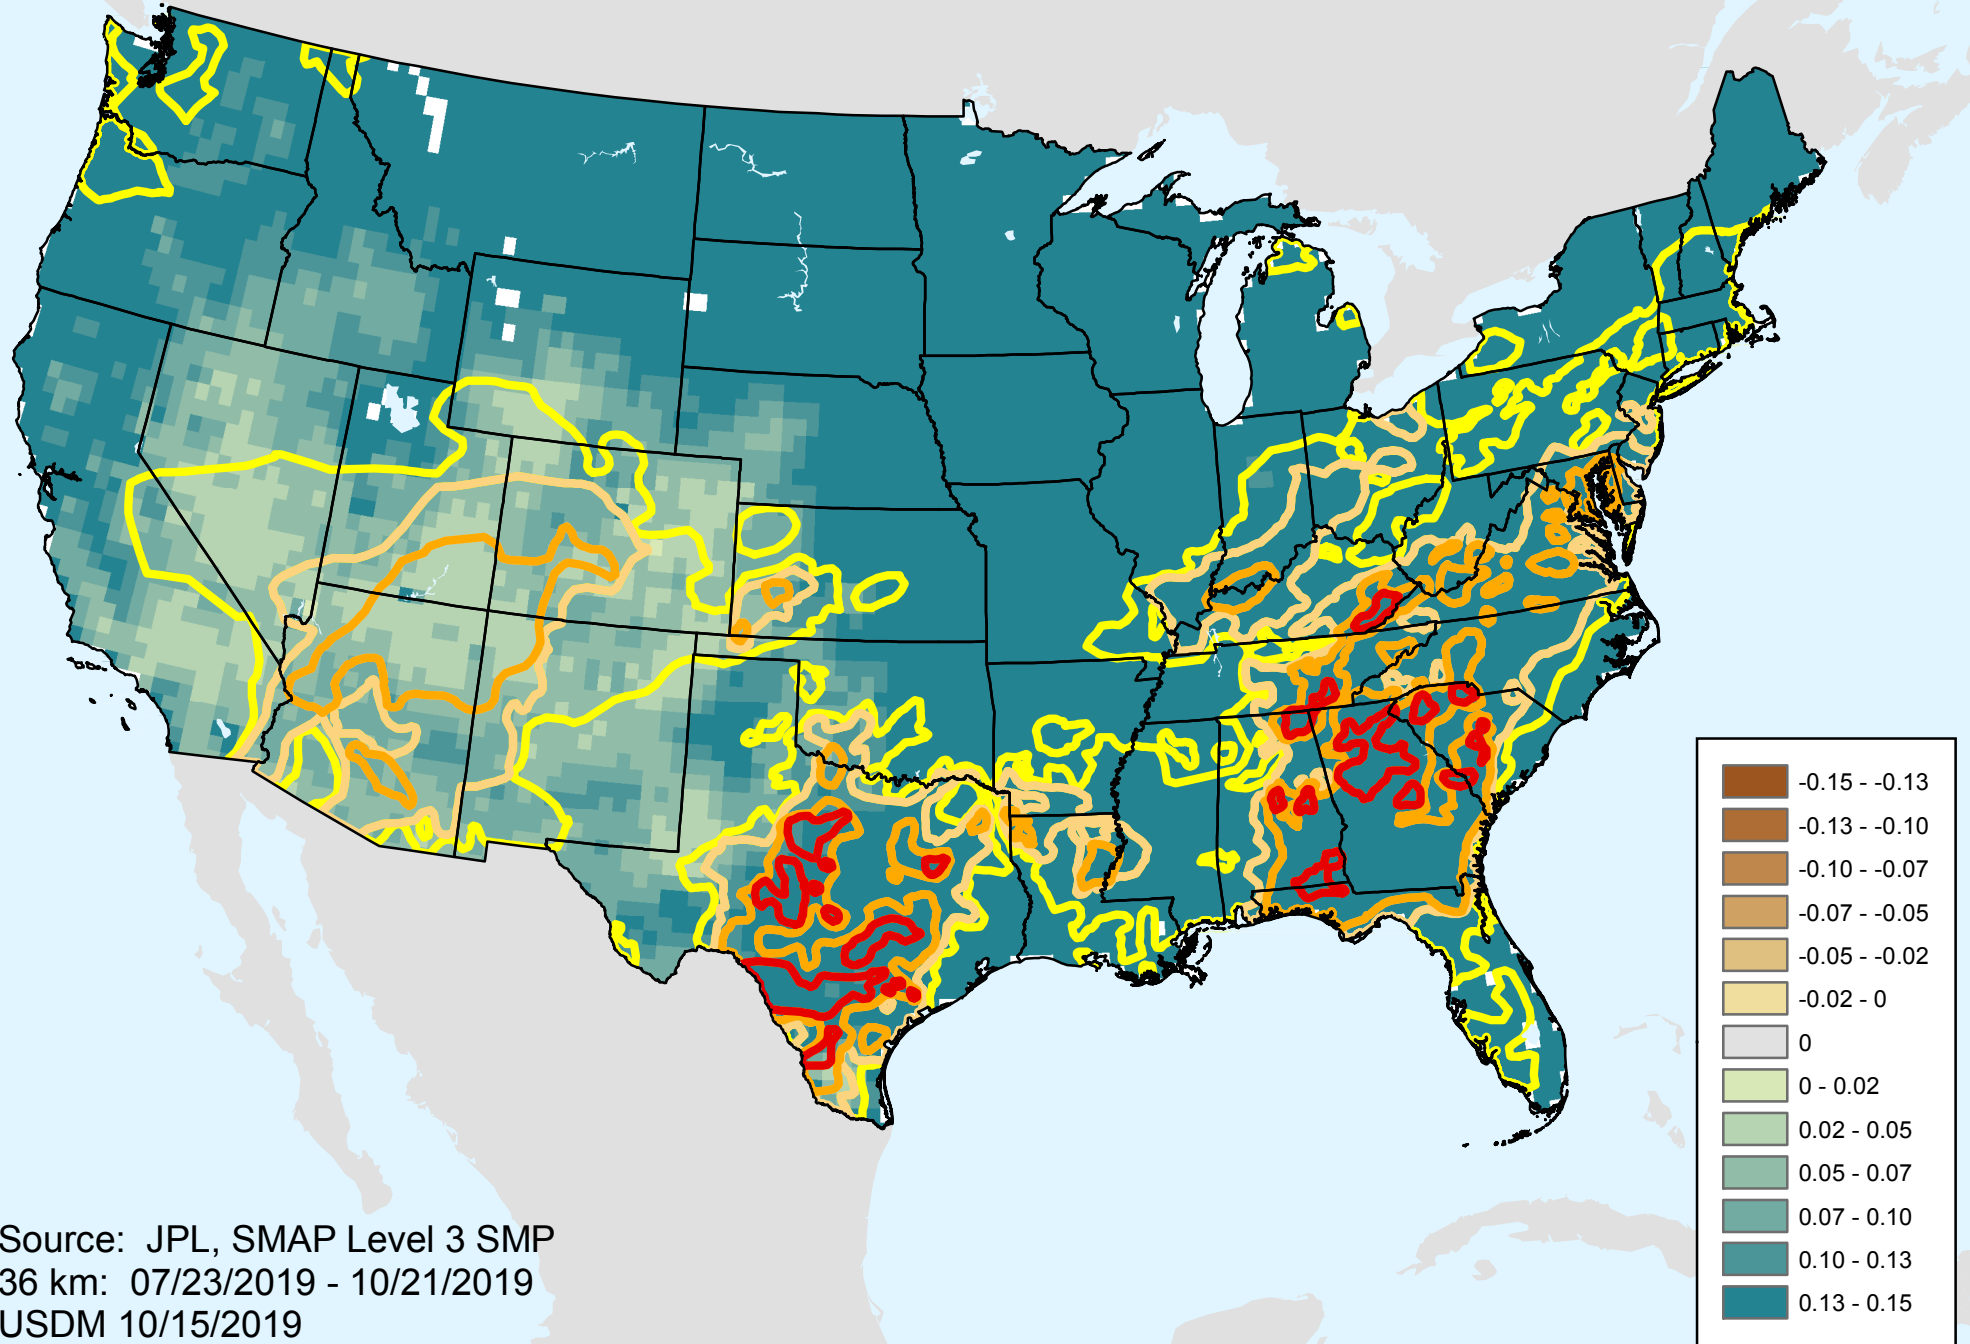 -0.15 - -0.13
-0.13 - -0.10
-0.10 - -0.07
-0.07 - -0.05
-0.05 - -0.02
-0.02 - 0
0
0 - 0.02
0.02 - 0.05
0.05 - 0.07
0.07 - 0.10
0.10 - 0.13
0.13 - 0.15
Source: JPL, SMAP Level 3 SMP
36 km: 07/23/2019 - 10/21/2019
USDM 10/15/2019